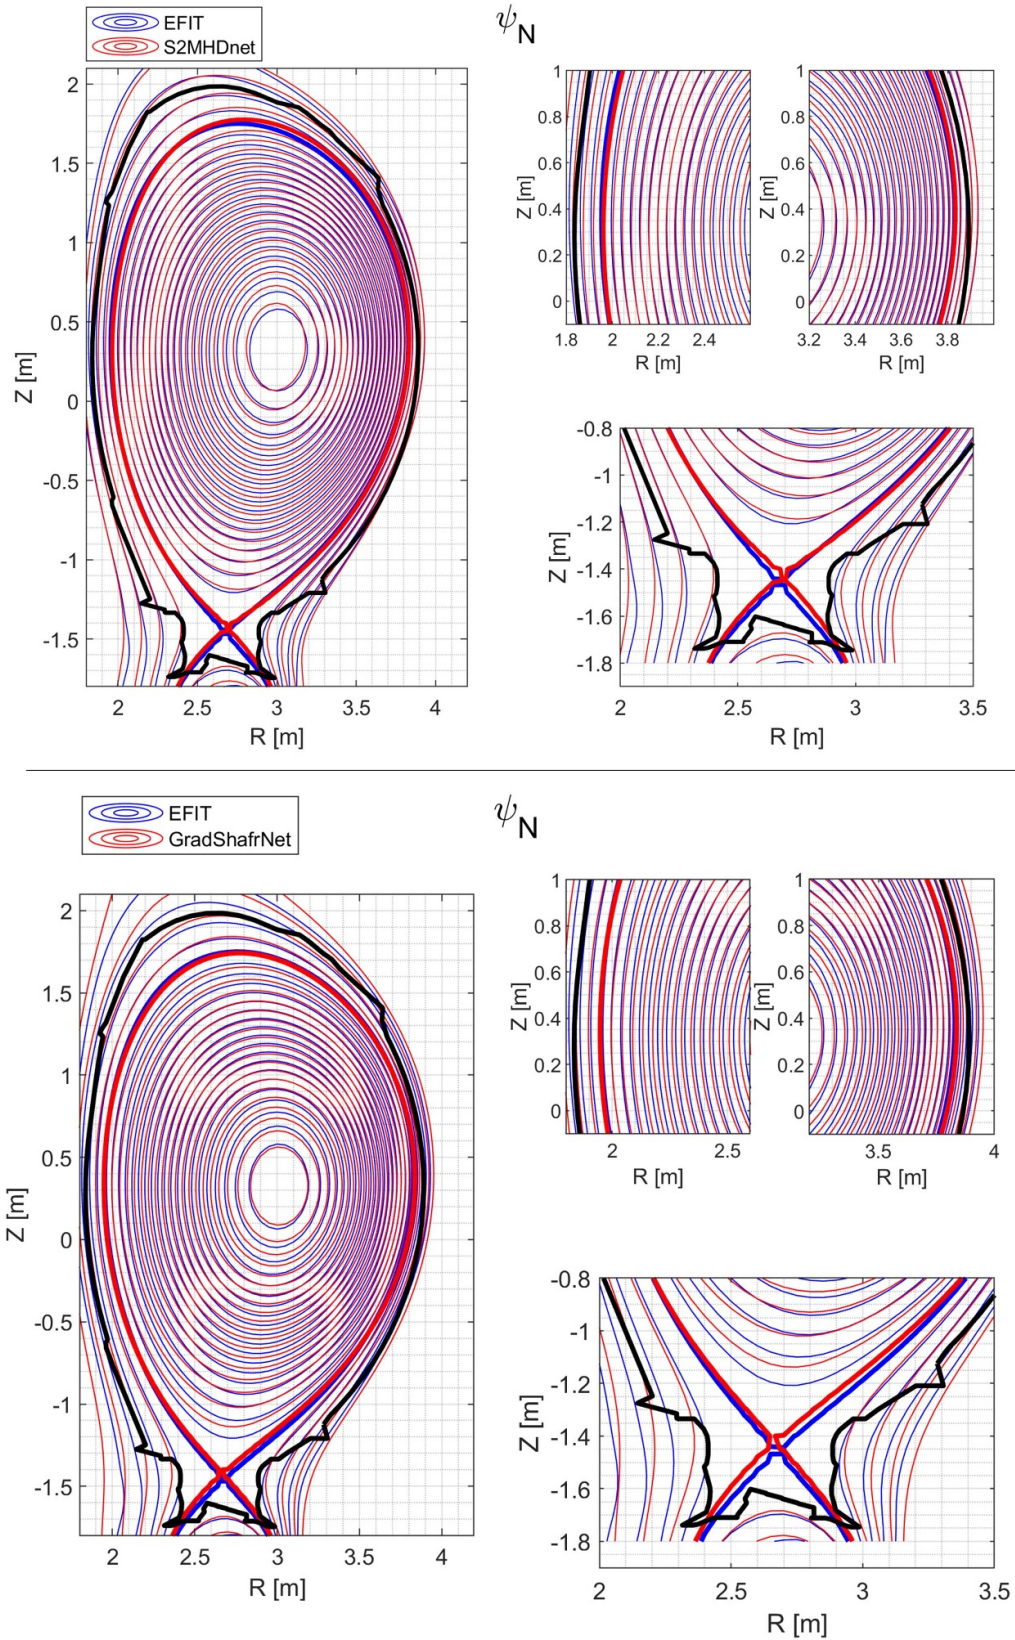 EFIT
S2MHDnet
ψN
2
1.5
1
0.5
0
-0.5
-1
-1.5
Z [m]
2 2.5 3 3.5 4
R [m]
1
0.8
0.6
0.4
0.2
0
Z [m]
1.8 2 2.2 2.4
R [m]
1
0.8
0.6
0.4
0.2
0
Z [m]
3.2 3.4 3.6 3.8
R [m]
-0.8
-1
-1.2
-1.4
-1.6
-1.8
Z [m]
2 2.5 3 3.5
R [m]
EFIT
GradShafrNet
ψN
2
1.5
1
0.5
0
-0.5
-1
-1.5
Z [m]
2 2.5 3 3.5 4
R [m]
1
0.8
0.6
0.4
0.2
0
Z [m]
2 2.5
R [m]
1
0.8
0.6
0.4
0.2
0
Z [m]
3.5 4
R [m]
-0.8
-1
-1.2
-1.4
-1.6
-1.8
Z [m]
2 2.5 3 3.5
R [m]